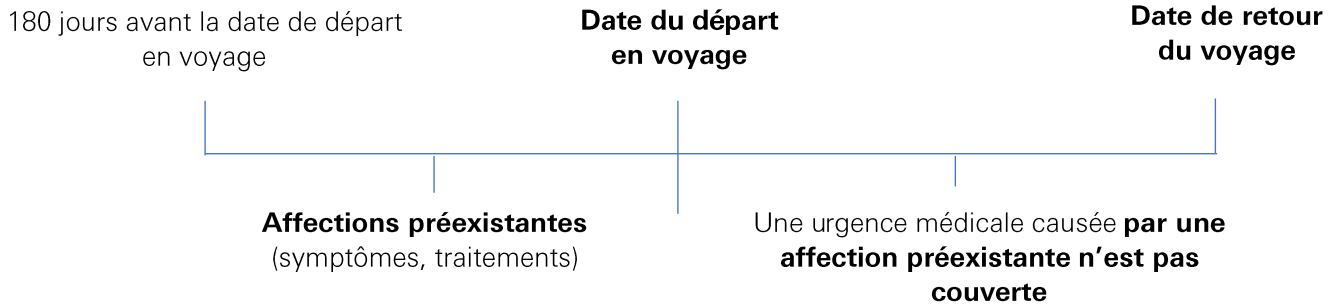 180 jours avant la date de départ
en voyage
Date du départ
en voyage
Date de retour
du voyage
Affections préexistantes
(symptômes, traitements)
Une urgence médicale causée par une
affection préexistante n’est pas
couverte